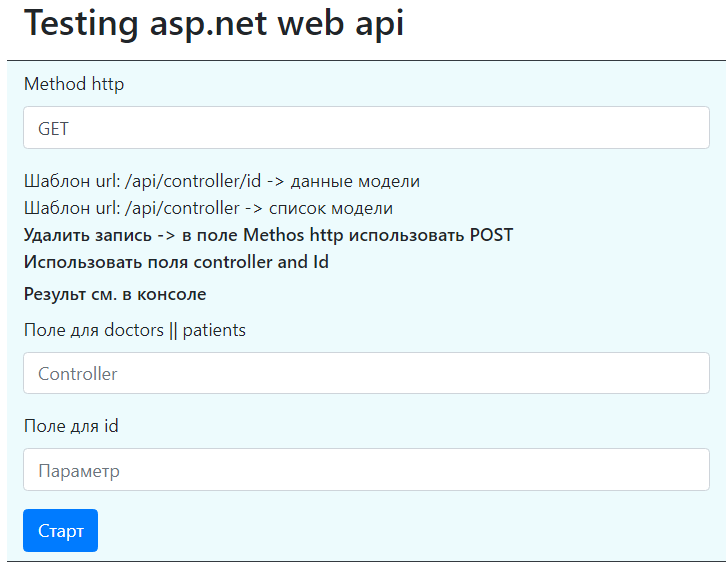 Testing asp.net web api
Method http
GET
Шаблон url: /api/controller/id -> данные модели
Шаблон url: /api/controller -> список модели
Удалить запись -> в поле Methos http использовать POST
Использовать поля controller and Id
Результ см. в консоле
Поле для doctors || patients
Controller
Поле для id
Параметр
Старт